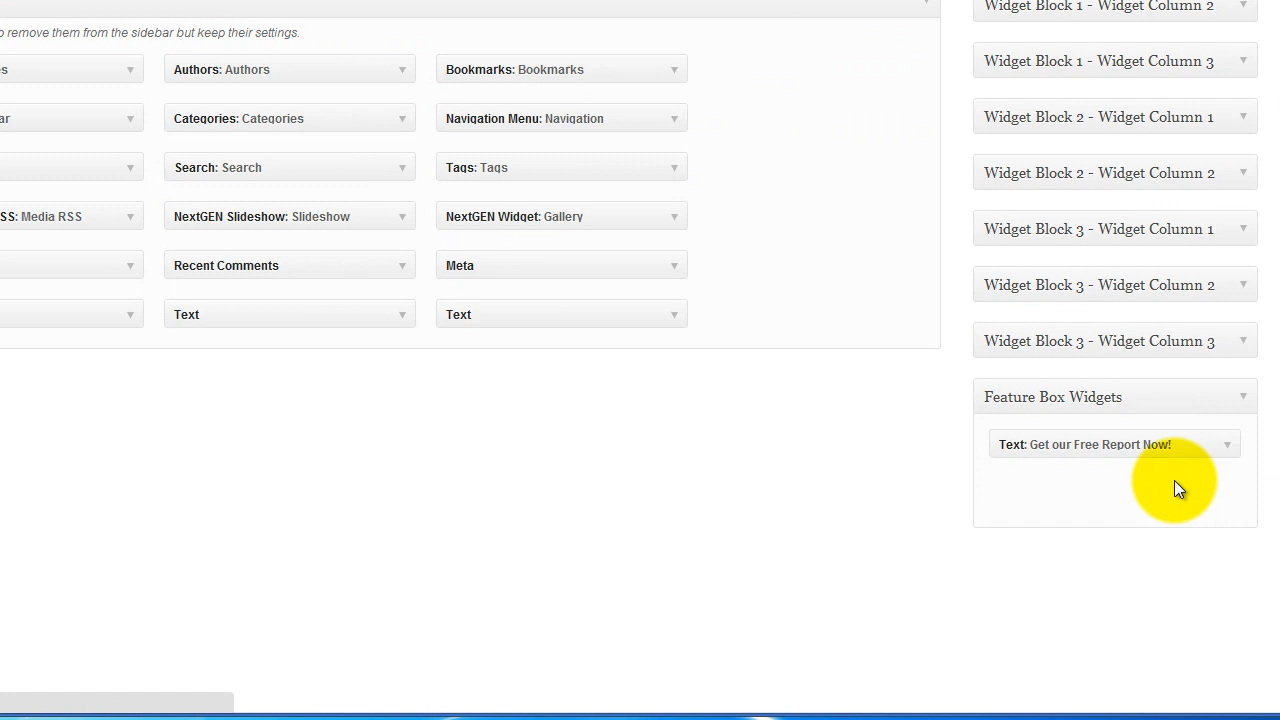 Widget Block 1 - Widget Column 2
o remove them from the sidebar but keep their settings.
Widget Block 1 - Widget Column 3
s
Authors: Authors
Bookmarks: Bookmarks
Widget Block 2 - Widget Column 1
ar
Categories: Categories
Navigation Menu: Navigation
Search: Search
Tags: Tags
Widget Block 2 - Widget Column 2
SS: Media RSS
NextGEN Slideshow: Slideshow
NextGEN Widget: Gallery
Widget Block 3 - Widget Column 1
Recent Comments
Meta
Widget Block 3 - Widget Column 2
Text
Text
Widget Block 3 - Widget Column 3
Feature Box Widgets
Text: Get our Free Report Now!